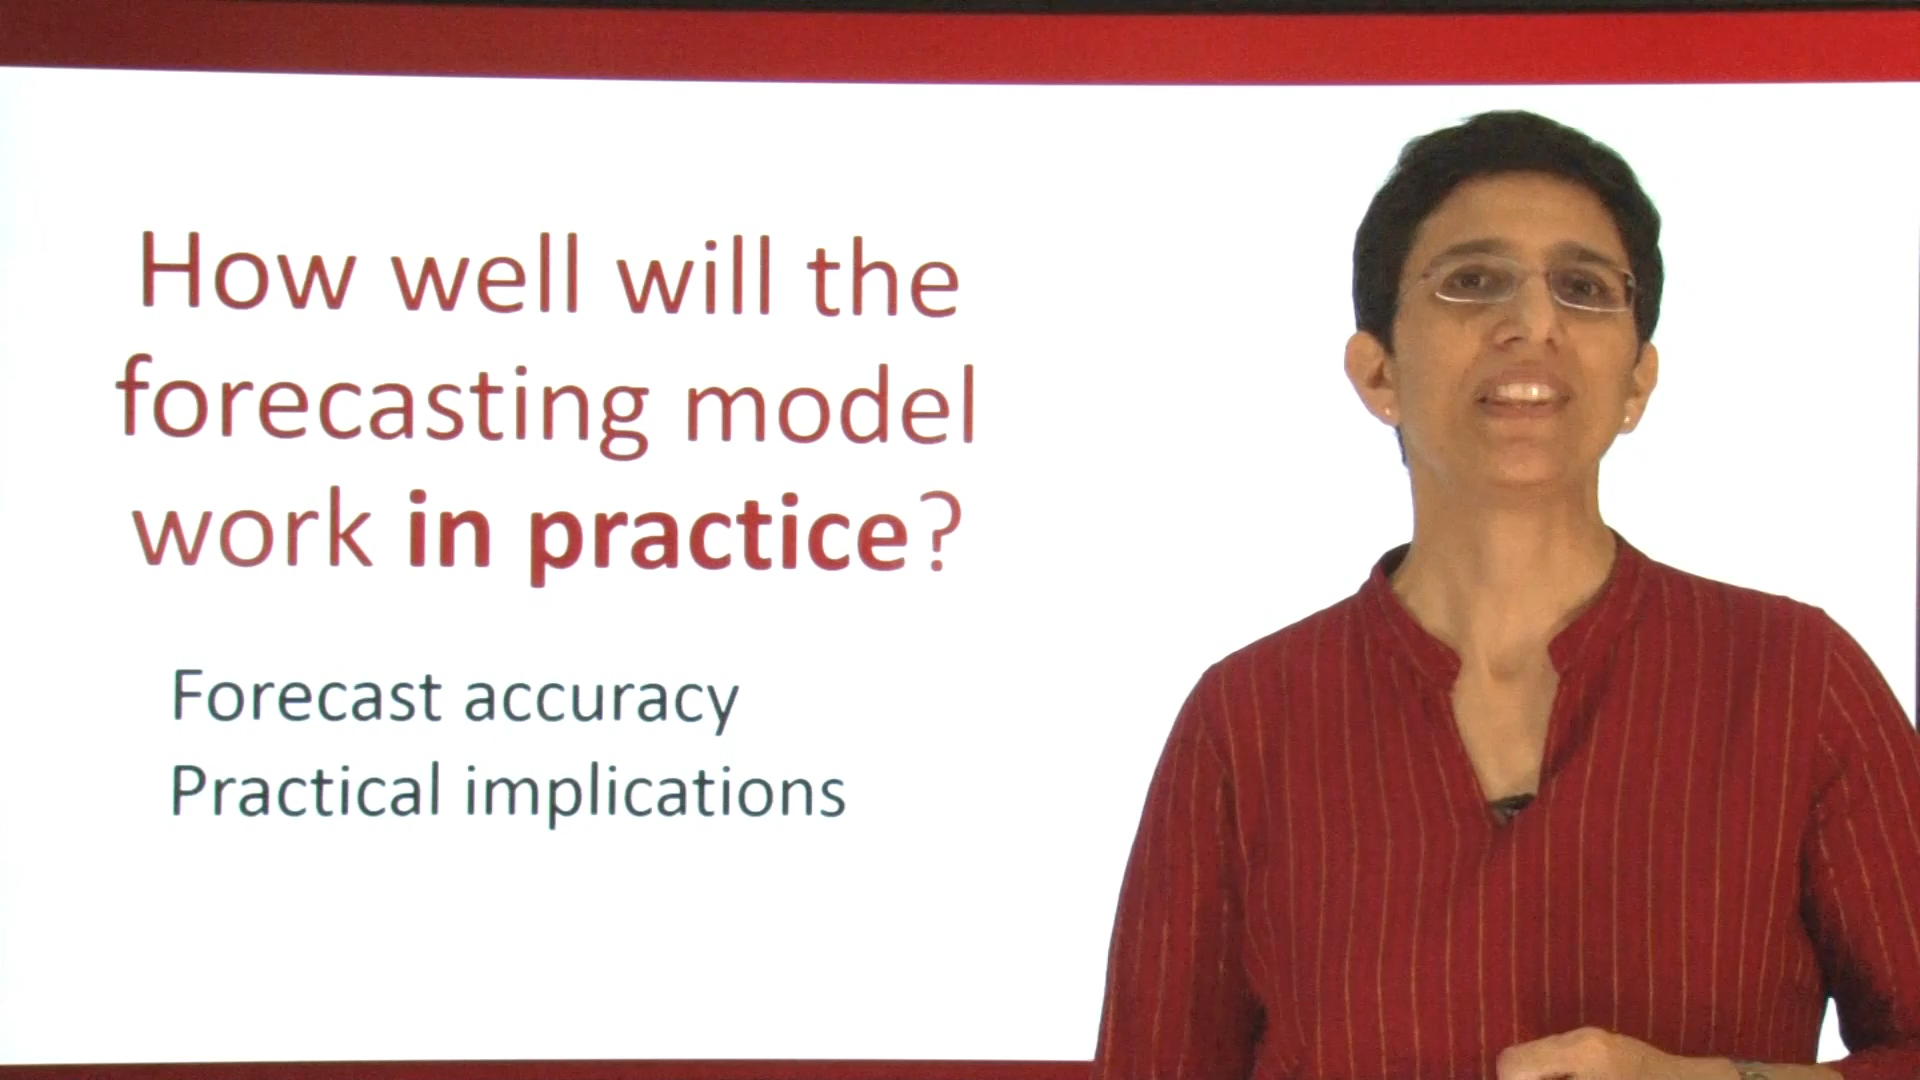 How well will the
forecasting model
work in practice?
Forecast accuracy
Practical implications